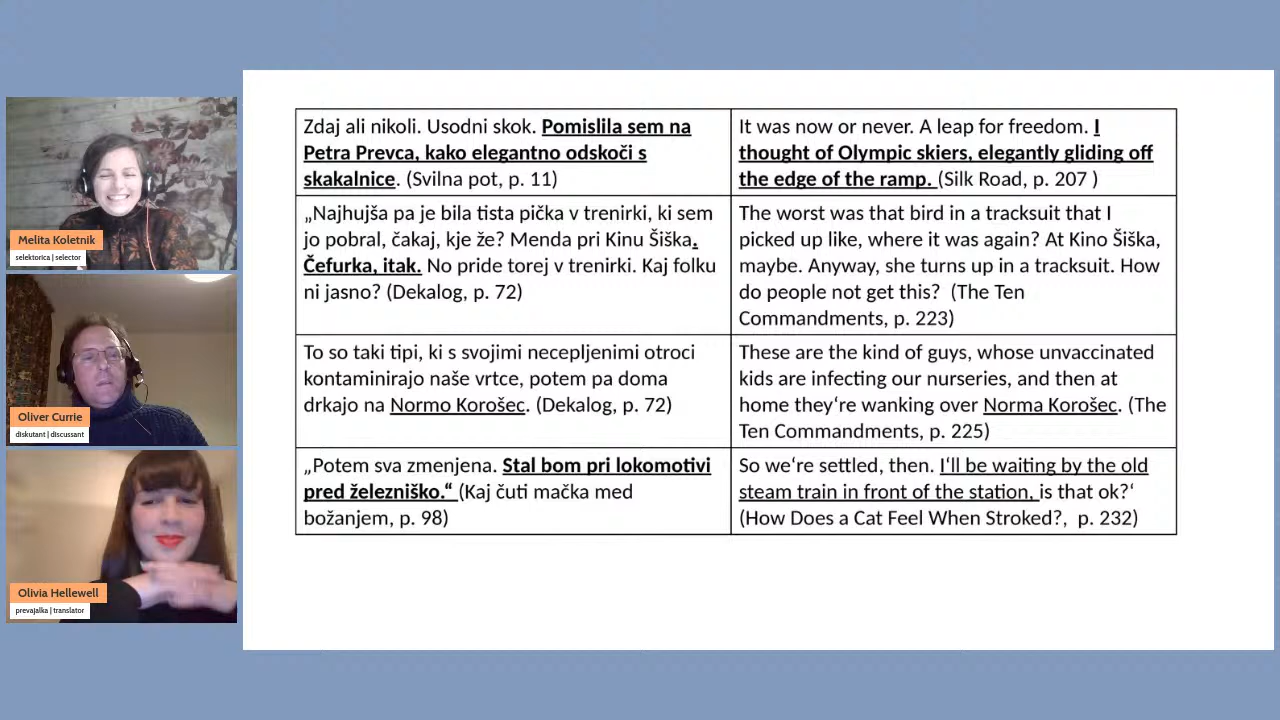 Melita Koletnik
selektorica | selector
Oliver Currie
diskutant | discussant
Olivia Hellewell
prevajalka | translator
Zdaj ali nikoli. Usodni skok. Pomislila sem na
Petra Prevca, kako elegantno odskoči s
skakalnice. (Svilna pot, p. 11)
It was now or never. A leap for freedom. I
thought of Olympic skiers, elegantly gliding off
the edge of the ramp. (Silk Road, p. 207 )
„Najhujša pa je bila tista pička v trenirki, ki sem
jo pobral, čakaj, kje že? Menda pri Kinu Šiška.
Čefurka, itak. No pride torej v trenirki. Kaj folku
ni jasno? (Dekalog, p. 72)
The worst was that bird in a tracksuit that I
picked up like, where it was again? At Kino Šiška,
maybe. Anyway, she turns up in a tracksuit. How
do people not get this?  (The Ten
Commandments, p. 223)
To so taki tipi, ki s svojimi necepljenimi otroci
kontaminirajo naše vrtce, potem pa doma
drkajo na Normo Korošec. (Dekalog, p. 72)
These are the kind of guys, whose unvaccinated
kids are infecting our nurseries, and then at
home they‘re wanking over Norma Korošec. (The
Ten Commandments, p. 225)
„Potem sva zmenjena. Stal bom pri lokomotivi
pred železniško.“ (Kaj čuti mačka med
božanjem, p. 98)
So we‘re settled, then. I‘ll be waiting by the old
steam train in front of the station, is that ok?‘
(How Does a Cat Feel When Stroked?,  p. 232)